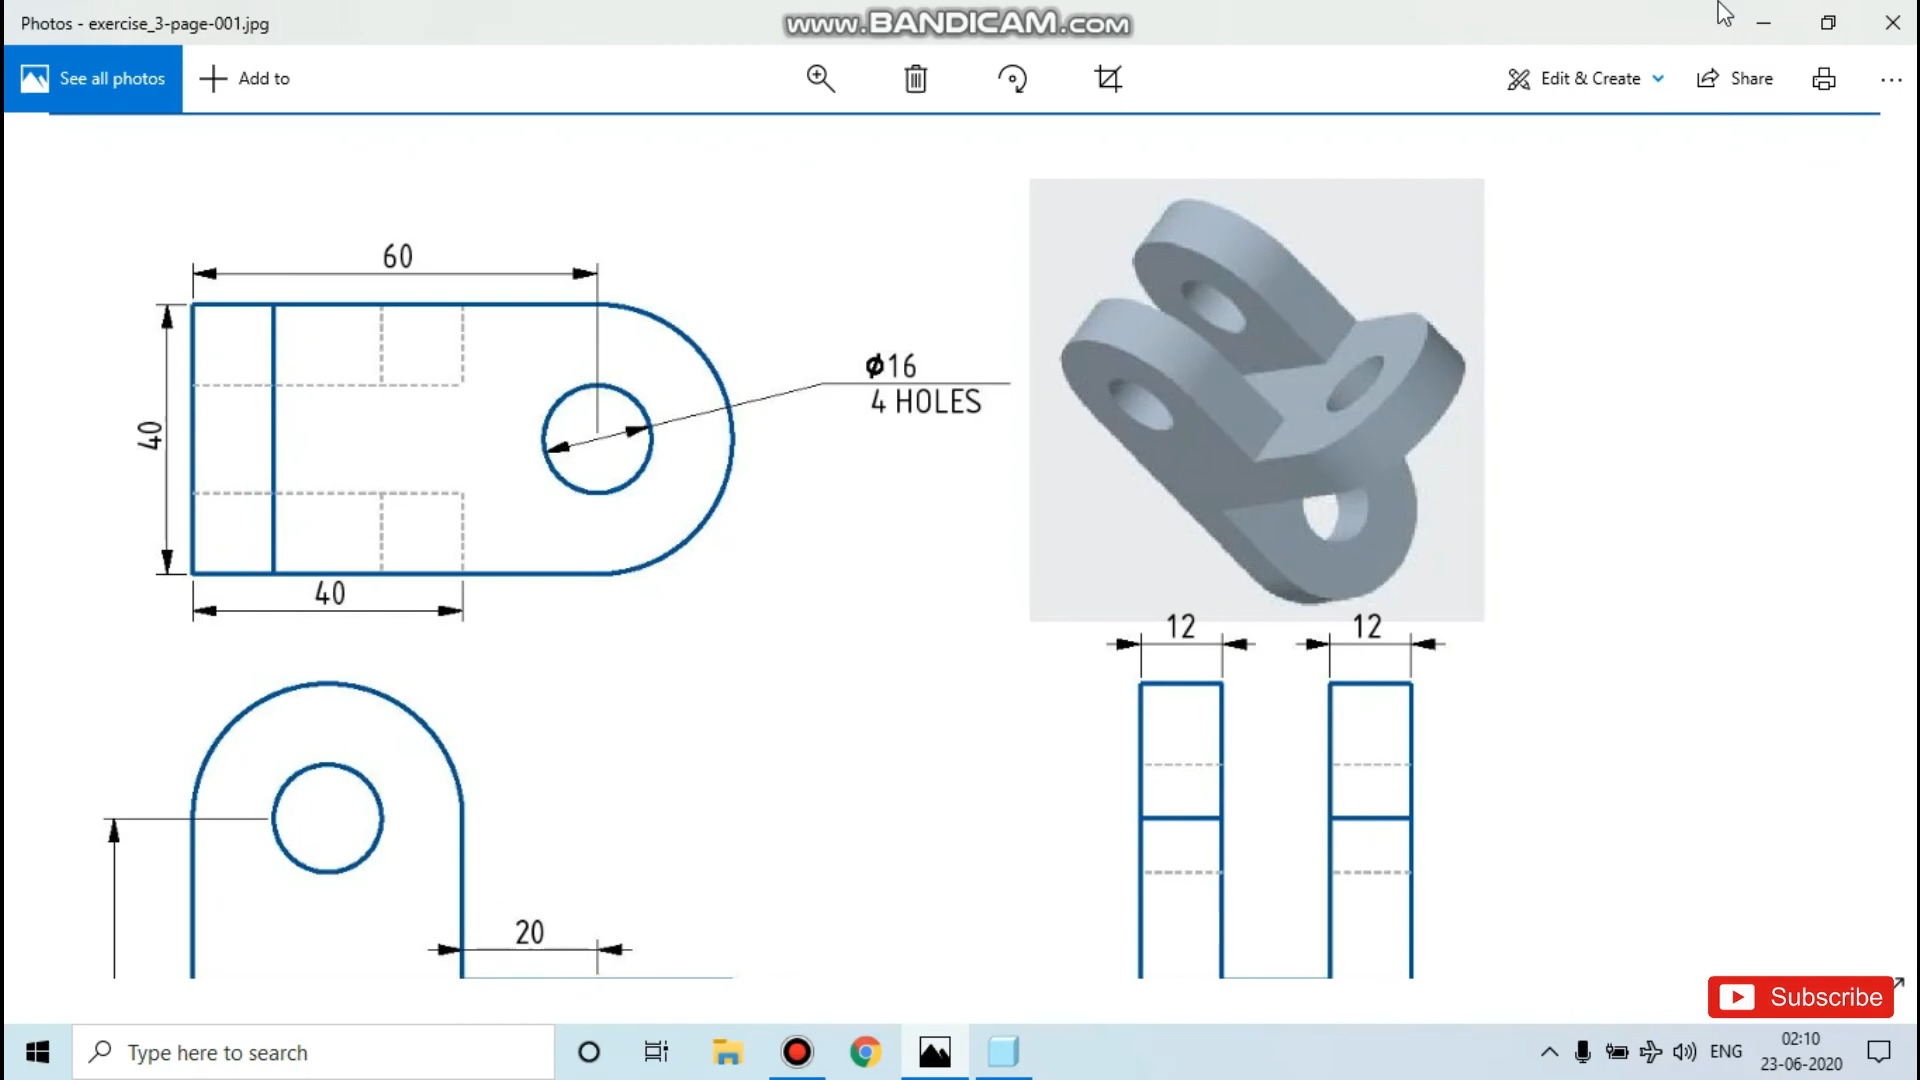 Photos - exercise_3-page-001.jpg
www.BANDICAM.com
See all photos
Add to
Edit & Create
Share
60
40
Ø16
4 HOLES
40
12
12
20
Subscribe
Type here to search
ENG
02:10
23-06-2020